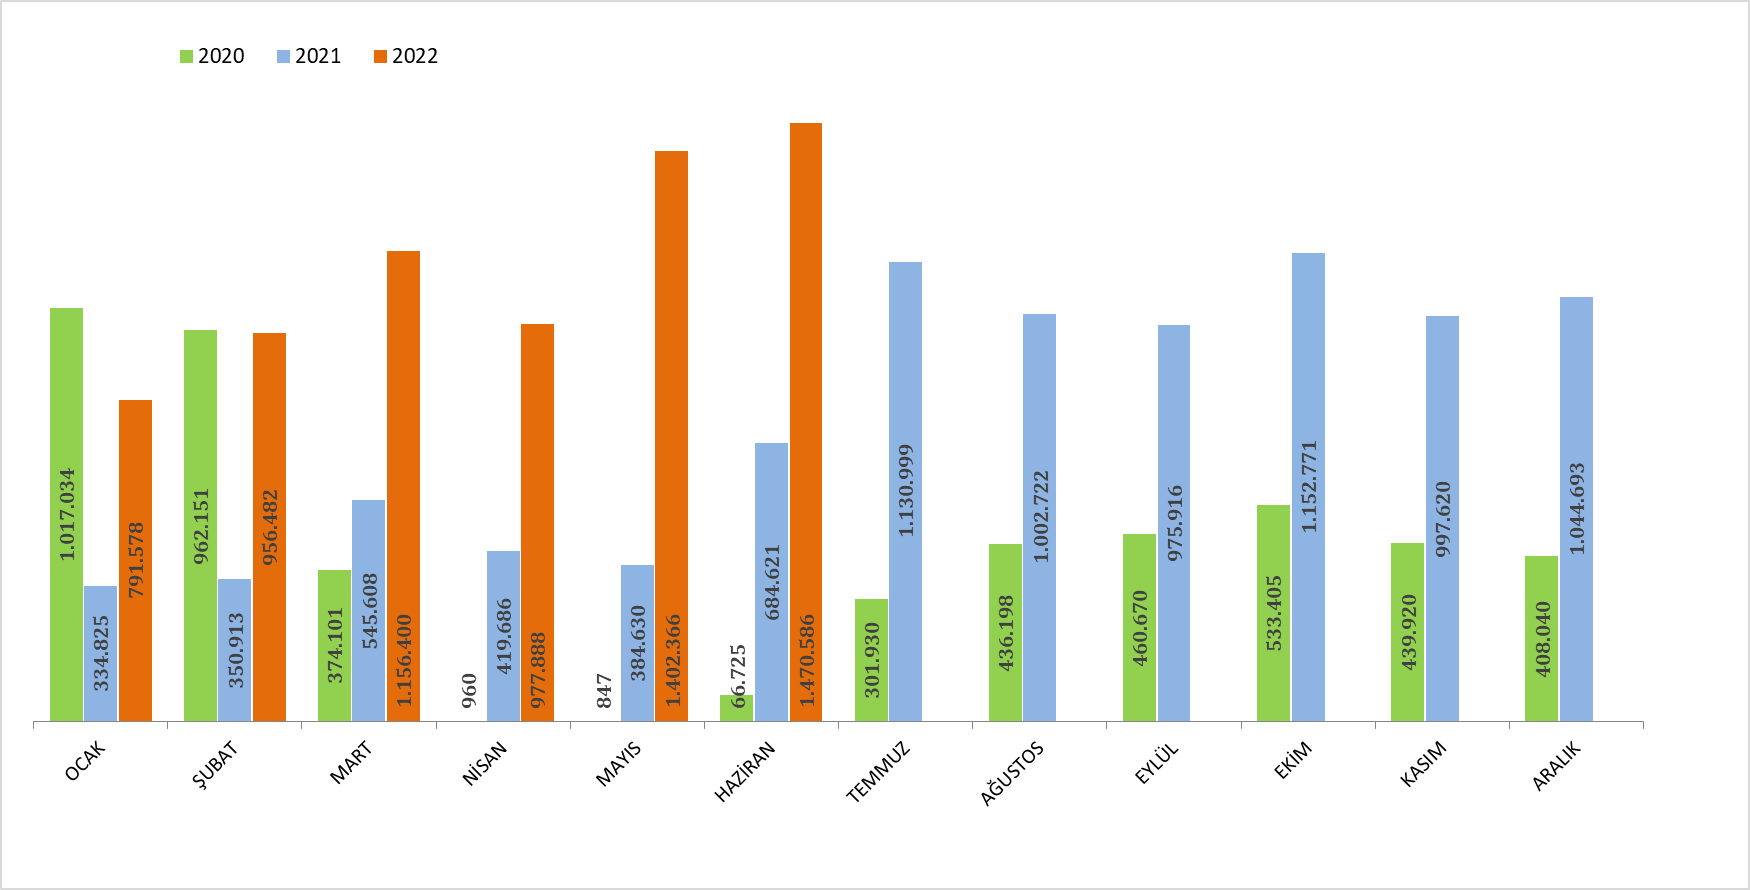 2020 2021 2022
1.017.034
334.825
791.578
962.151
350.913
956.482
374.101
545.608
1.156.400
960
419.686
977.888
847
384.630
1.402.366
66.725
684.621
1.470.586
301.930
1.130.999
436.198
1.002.722
460.670
975.916
533.405
1.152.771
439.920
997.620
408.040
1.044.693
OCAK
ŞUBAT
MART
NİSAN
MAYIS
HAZİRAN
TEMMUZ
AĞUSTOS
EYLÜL
EKİM
KASIM
ARALIK